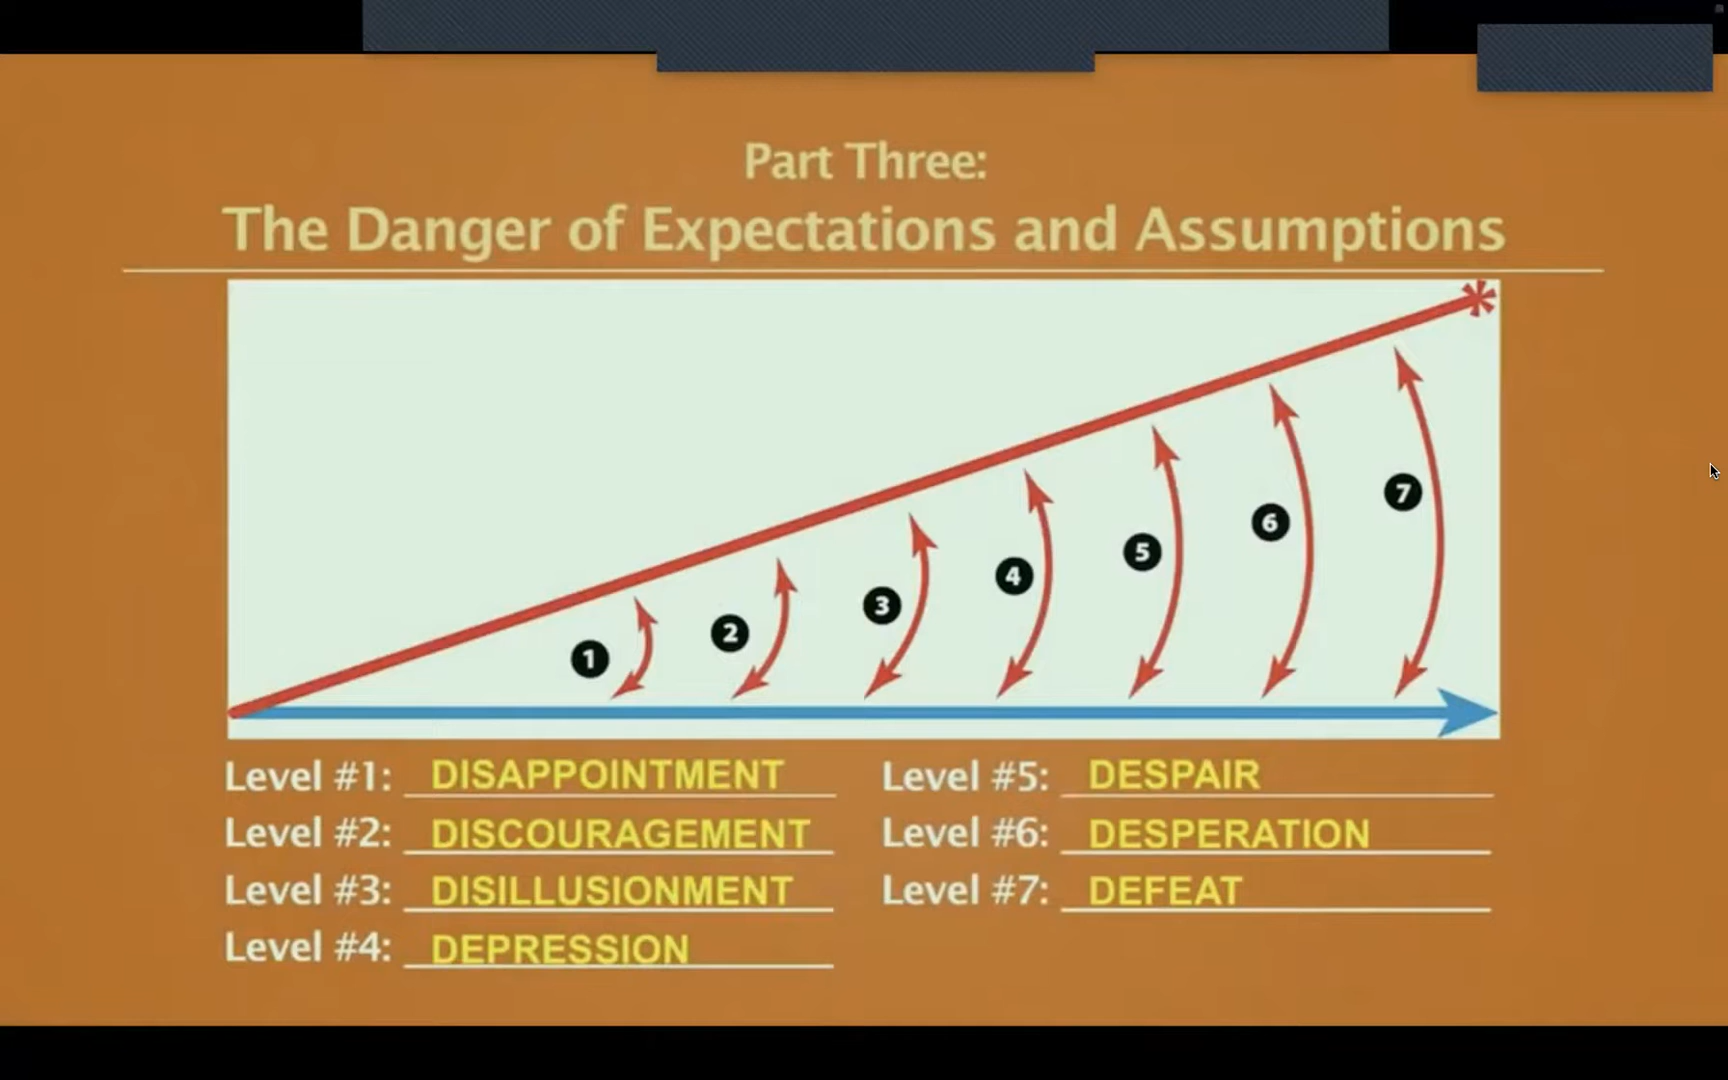 Part Three:
The Danger of Expectations and Assumptions
*
1
2
3
4
5
6
7
Level #1: DISAPPOINTMENT
Level #2: DISCOURAGEMENT
Level #3: DISILLUSIONMENT
Level #4: DEPRESSION
Level #5: DESPAIR
Level #6: DESPERATION
Level #7: DEFEAT